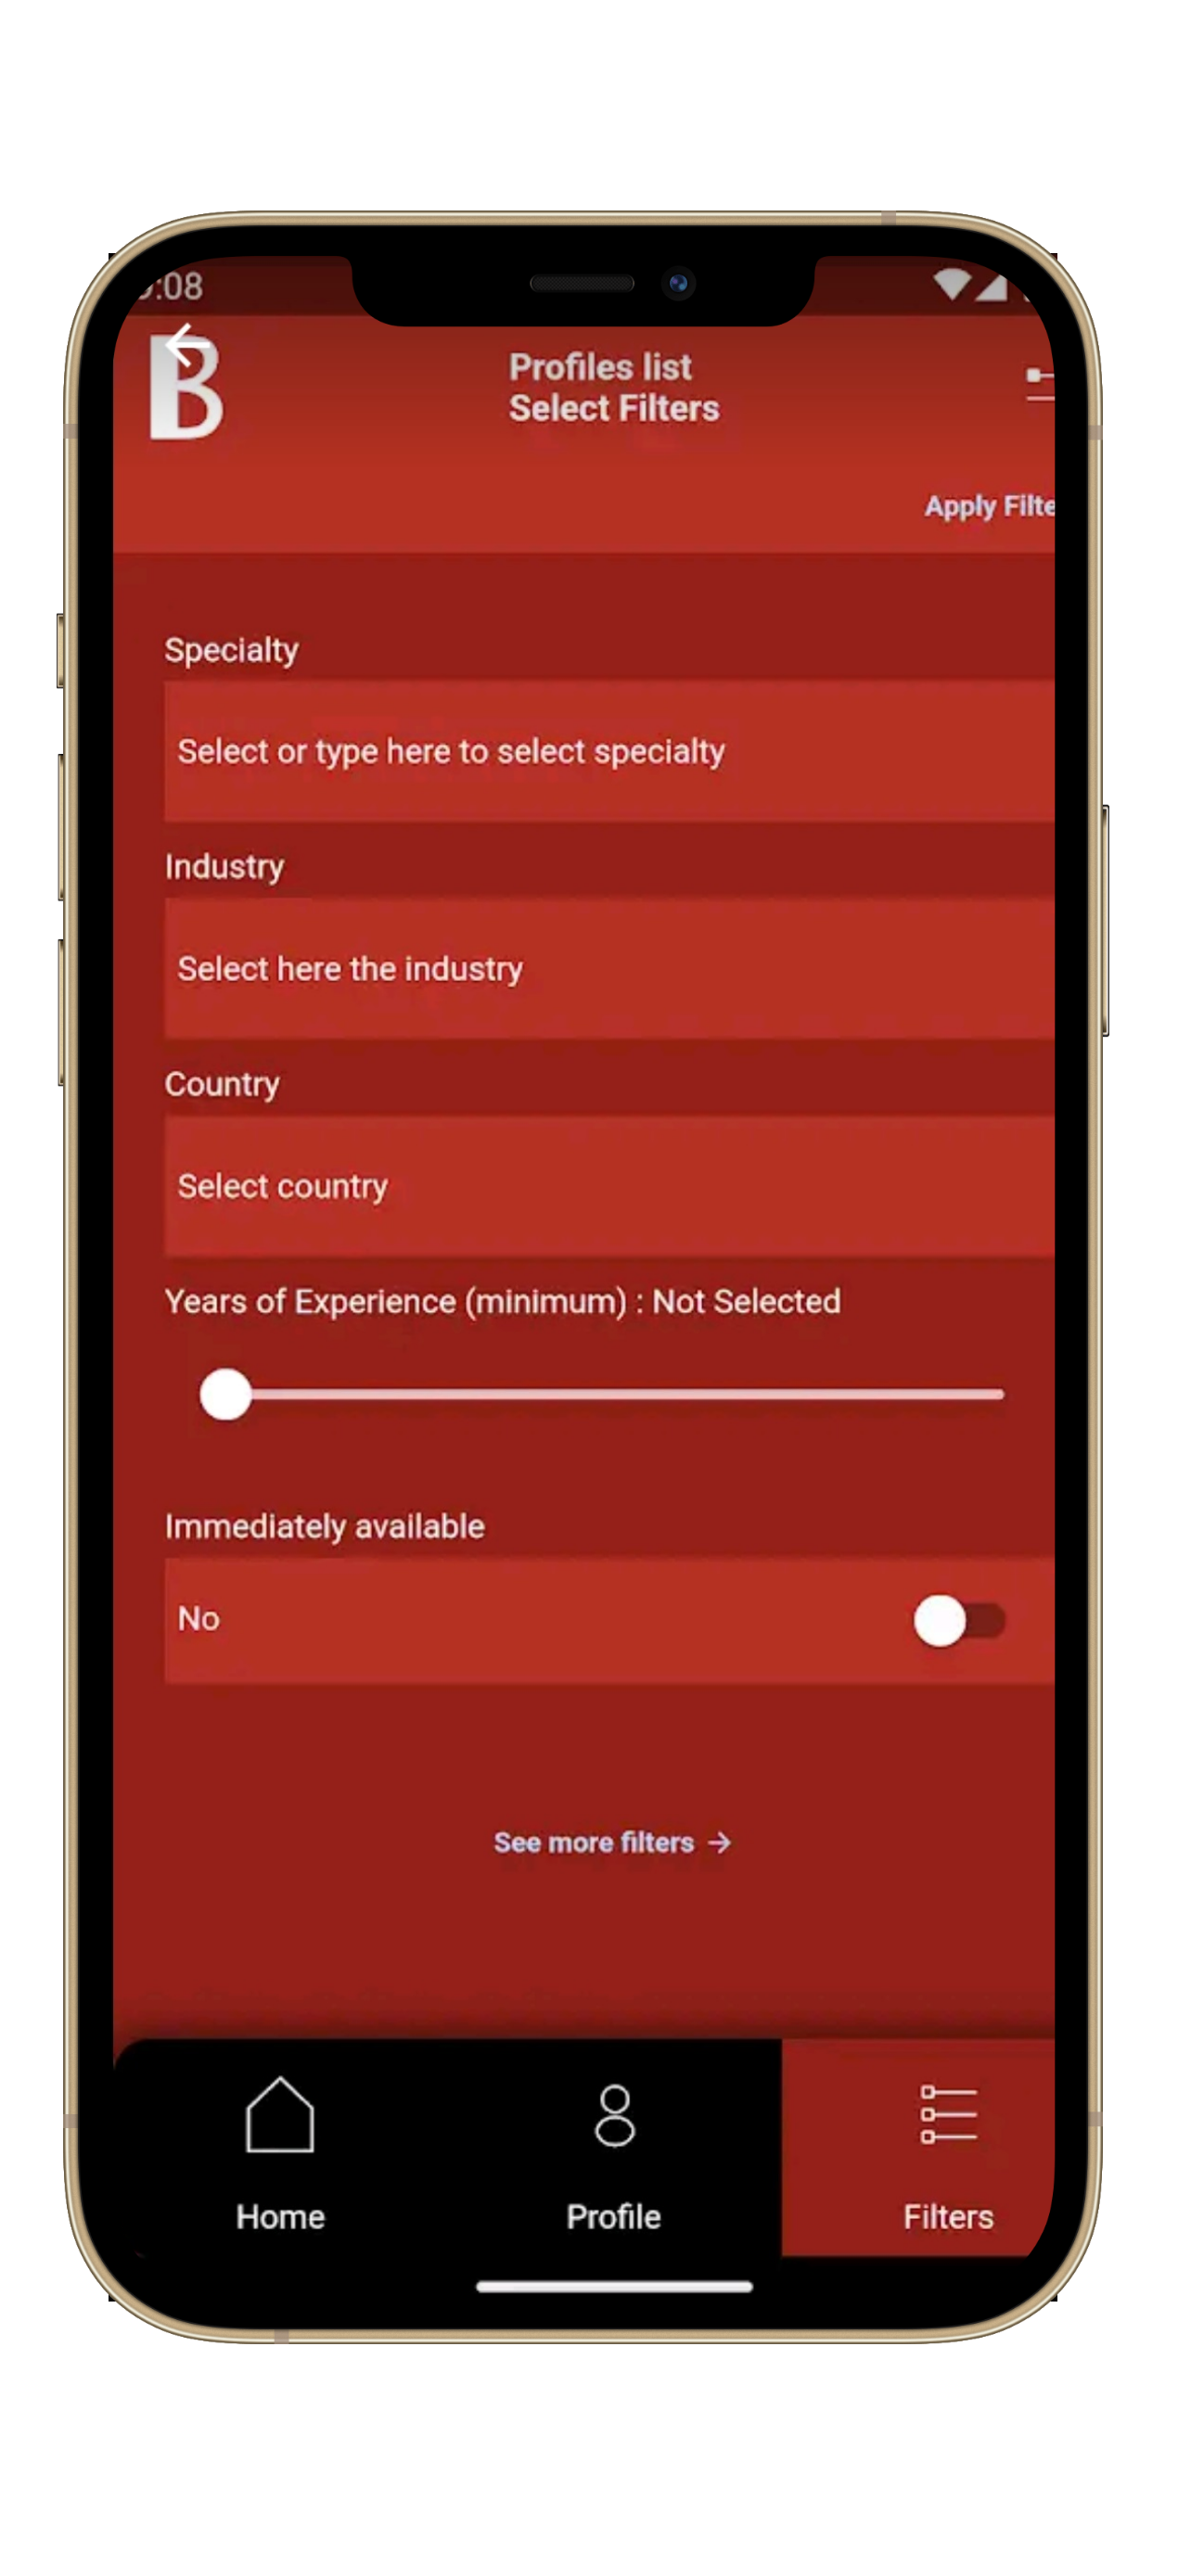 :08
B
Profiles list
Select Filters
Apply Filte
Specialty
Select or type here to select specialty
Industry
Select here the industry
Country
Select country
Years of Experience (minimum) : Not Selected
Immediately available
No
See more filters →
Home
Profile
Filters